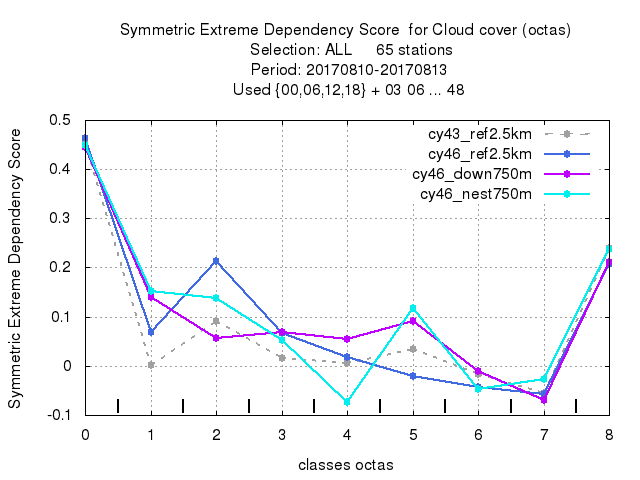 Symmetric Extreme Dependency Score for Cloud cover (octas)
Selection: ALL 65 stations
Period: 20170810-20170813
Used {00,06,12,18} + 03 06 ... 48
Symmetric Extreme Dependency Score
0.5
0.4
0.3
0.2
0.1
0
-0.1
cy43_ref2.5km
cy46_ref2.5km
cy46_down750m
cy46_nest750m
0 1 2 3 4 5 6 7 8
classes octas